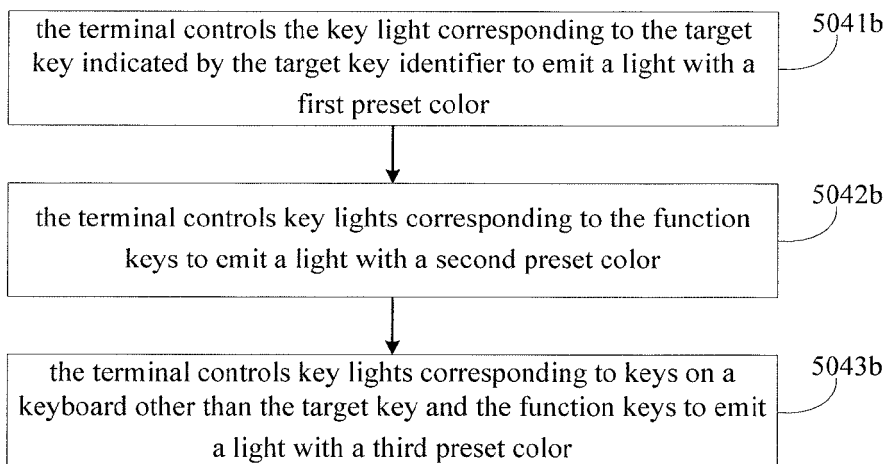 the terminal controls the key light corresponding to the target
key indicated by the target key identifier to emit a light with a
first preset color
5041b
the terminal controls key lights corresponding to the function
keys to emit a light with a second preset color
5042b
the terminal controls key lights corresponding to keys on a
keyboard other than the target key and the function keys to emit
a light with a third preset color
5043b